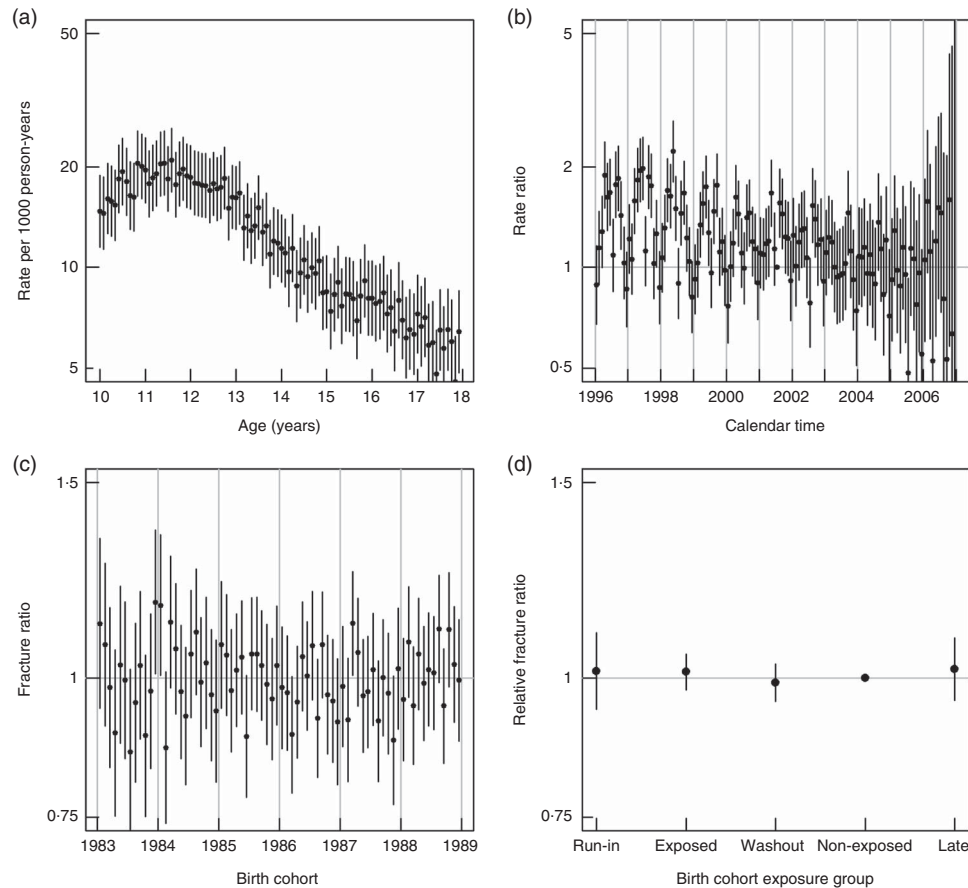 (a)
50
20
10
5
Rate per 1000 person-years
10 11 12 13 14 15 16 17 18
Age (years)
(b)
5
2
1
0·5
Rate ratio
1996 1998 2000 2002 2004 2006
Calendar time
(c)
1·5
1
0·75
Fracture ratio
1983 1984 1985 1986 1987 1988 1989
Birth cohort
(d)
1·5
1
0·75
Relative fracture ratio
Run-in Exposed Washout Non-exposed Late
Birth cohort exposure group